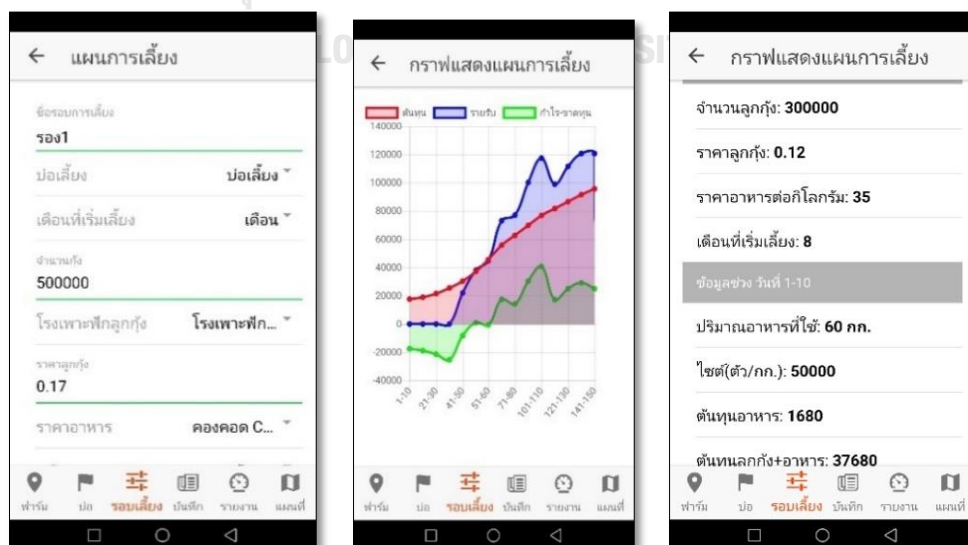 แผนการเลี้ยง
ชื่อรอบการเลี้ยง
รอง1
บ่อเลี้ยง บ่อเลี้ยง
เดือนที่เริ่มเลี้ยง เดือน
จำนวนกุ้ง
500000
โรงเพาะฟักลูกกุ้ง โรงเพาะฟัก...
ราคาลูกกุ้ง
0.17
ราคาอาหาร คองคอด C...
ฟาร์ม บ่อ รอบเลี้ยง บันทึก รายงาน แผนที่
กราฟแสดงแผนการเลี้ยง
ต้นทุน รายรับ กำไร-ขาดทุน
140000
120000
100000
80000
60000
40000
20000
0
-20000
-40000
1-10 21-30 41-50 51-60 71-80 101-110 121-130 141-150
ฟาร์ม บ่อ รอบเลี้ยง บันทึก รายงาน แผนที่
กราฟแสดงแผนการเลี้ยง
จำนวนลูกกุ้ง: 300000
ราคาลูกกุ้ง: 0.12
ราคาอาหารต่อกิโลกรัม: 35
เดือนที่เริ่มเลี้ยง: 8
ข้อมูลช่วง วันที่ 1-10
ปริมาณอาหารที่ใช้: 60 กก.
ไซต์(ตัว/กก.): 50000
ต้นทุนอาหาร: 1680
ต้นทุนลูกกุ้ง+อาหาร: 37680
ฟาร์ม บ่อ รอบเลี้ยง บันทึก รายงาน แผนที่